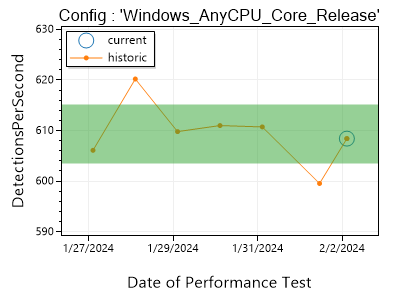 Config : 'Windows_AnyCPU_Core_Release'
current
historic
DetectionsPerSecond
630
620
610
600
590
1/27/2024 1/29/2024 1/31/2024 2/2/2024
Date of Performance Test